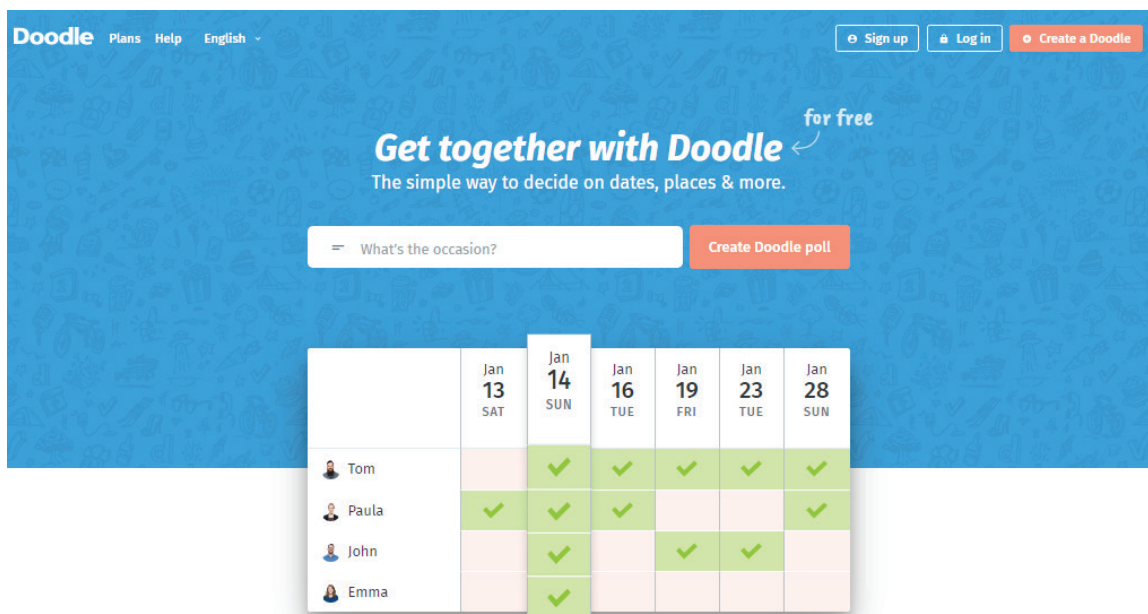 Doodle Plans Help English Sign up Log in Create a Doodle
for free
Get together with Doodle
The simple way to decide on dates, places & more.
What's the occasion? Create Doodle poll
Jan Jan Jan Jan Jan Jan
13 14 16 19 23 28
SAT SUN TUE FRI TUE SUN
Tom
Paula
John
Emma